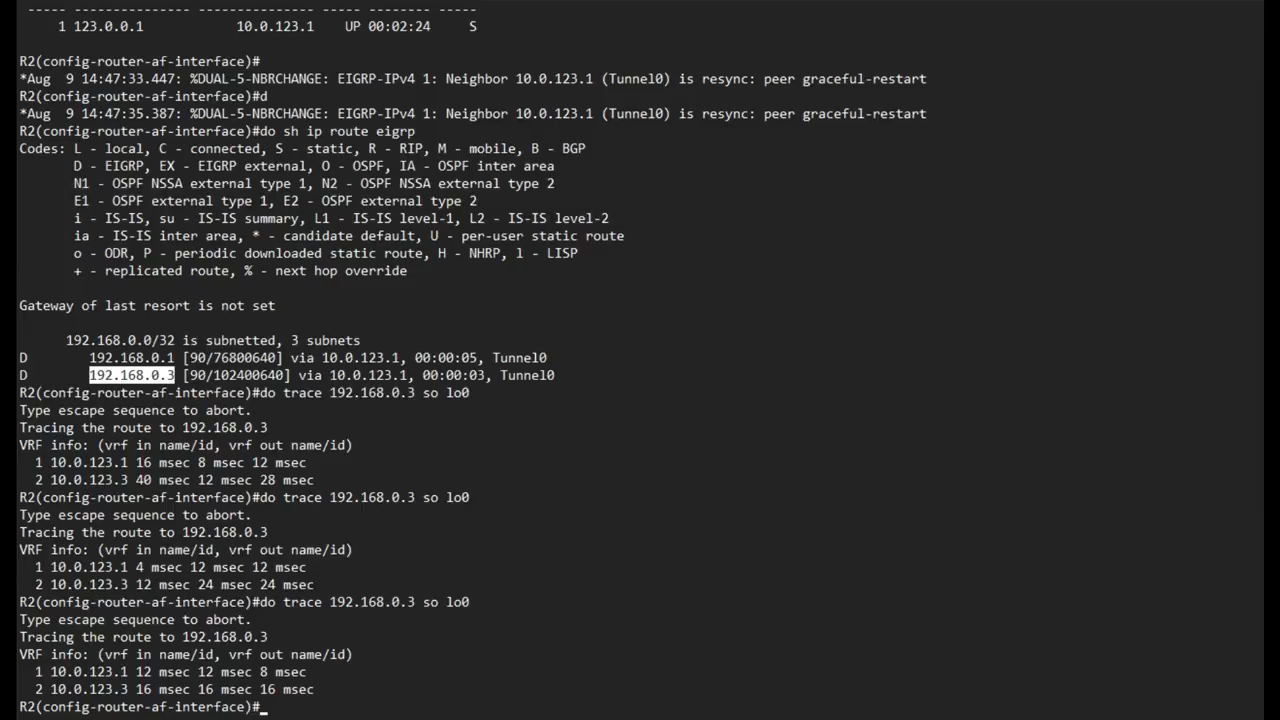 ----- --------------- --------------- ----- -------- -----
1 123.0.0.1 10.0.123.1 UP 00:02:24 S
R2(config-router-af-interface)#
*Aug 9 14:47:33.447: %DUAL-5-NBRCHANGE: EIGRP-IPv4 1: Neighbor 10.0.123.1 (Tunnel0) is resync: peer graceful-restart
R2(config-router-af-interface)#d
*Aug 9 14:47:35.387: %DUAL-5-NBRCHANGE: EIGRP-IPv4 1: Neighbor 10.0.123.1 (Tunnel0) is resync: peer graceful-restart
R2(config-router-af-interface)#do sh ip route eigrp
Codes: L - local, C - connected, S - static, R - RIP, M - mobile, B - BGP
D - EIGRP, EX - EIGRP external, O - OSPF, IA - OSPF inter area
N1 - OSPF NSSA external type 1, N2 - OSPF NSSA external type 2
E1 - OSPF external type 1, E2 - OSPF external type 2
i - IS-IS, su - IS-IS summary, L1 - IS-IS level-1, L2 - IS-IS level-2
ia - IS-IS inter area, * - candidate default, U - per-user static route
o - ODR, P - periodic downloaded static route, H - NHRP, l - LISP
+ - replicated route, % - next hop override
Gateway of last resort is not set
192.168.0.0/32 is subnetted, 3 subnets
D 192.168.0.1 [90/76800640] via 10.0.123.1, 00:00:05, Tunnel0
D 192.168.0.3 [90/102400640] via 10.0.123.1, 00:00:03, Tunnel0
R2(config-router-af-interface)#do trace 192.168.0.3 so lo0
Type escape sequence to abort.
Tracing the route to 192.168.0.3
VRF info: (vrf in name/id, vrf out name/id)
1 10.0.123.1 16 msec 8 msec 12 msec
2 10.0.123.3 40 msec 12 msec 28 msec
R2(config-router-af-interface)#do trace 192.168.0.3 so lo0
Type escape sequence to abort.
Tracing the route to 192.168.0.3
VRF info: (vrf in name/id, vrf out name/id)
1 10.0.123.1 4 msec 12 msec 12 msec
2 10.0.123.3 12 msec 24 msec 24 msec
R2(config-router-af-interface)#do trace 192.168.0.3 so lo0
Type escape sequence to abort.
Tracing the route to 192.168.0.3
VRF info: (vrf in name/id, vrf out name/id)
1 10.0.123.1 12 msec 12 msec 8 msec
2 10.0.123.3 16 msec 16 msec 16 msec
R2(config-router-af-interface)#_